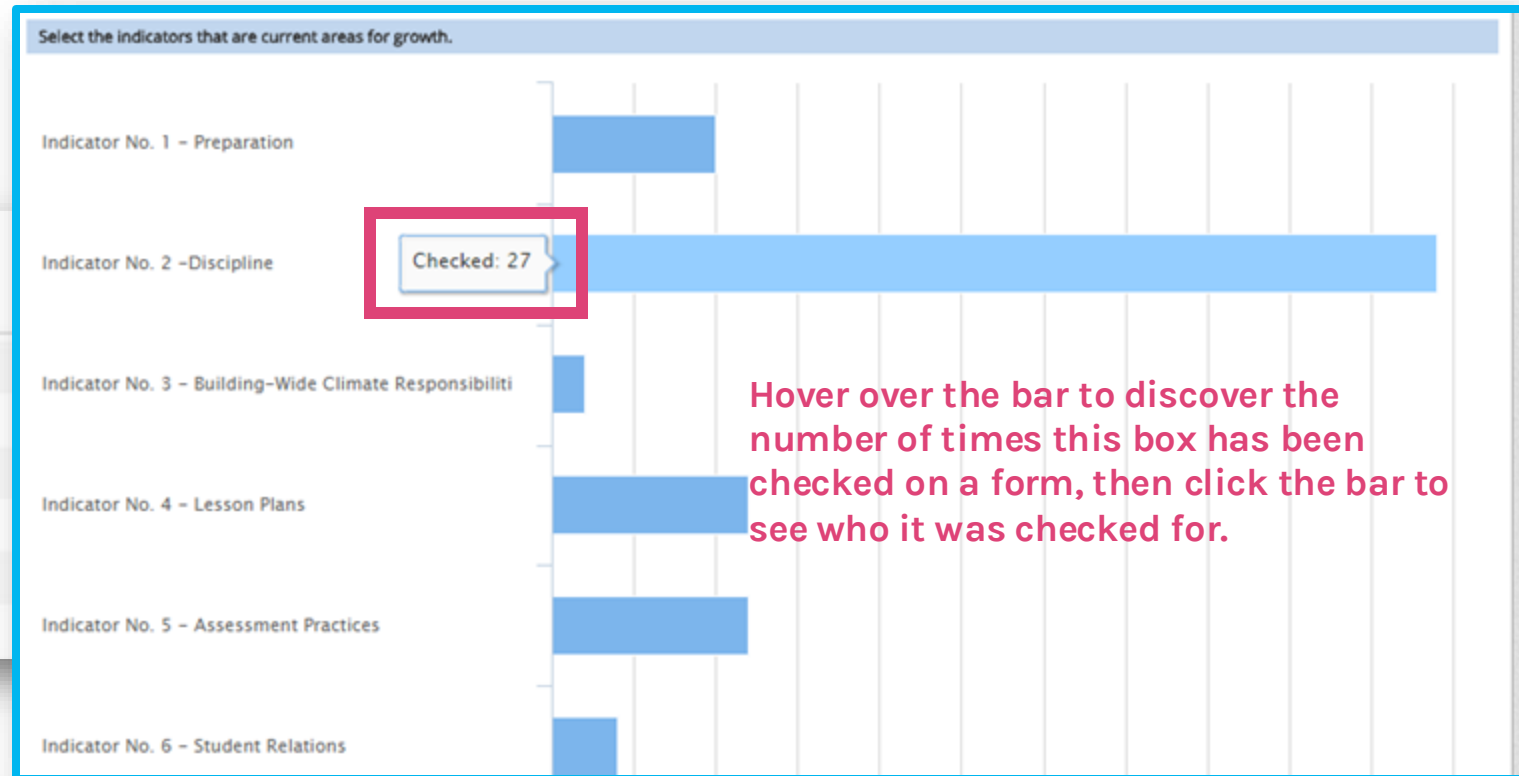 Select the indicators that are current areas for growth.
Indicator No. 1 – Preparation
Indicator No. 2 –Discipline
Checked: 27
Indicator No. 3 – Building–Wide Climate Responsibiliti
Hover over the bar to discover the
number of times this box has been
checked on a form, then click the bar to
see who it was checked for.
Indicator No. 4 – Lesson Plans
Indicator No. 5 – Assessment Practices
Indicator No. 6 – Student Relations